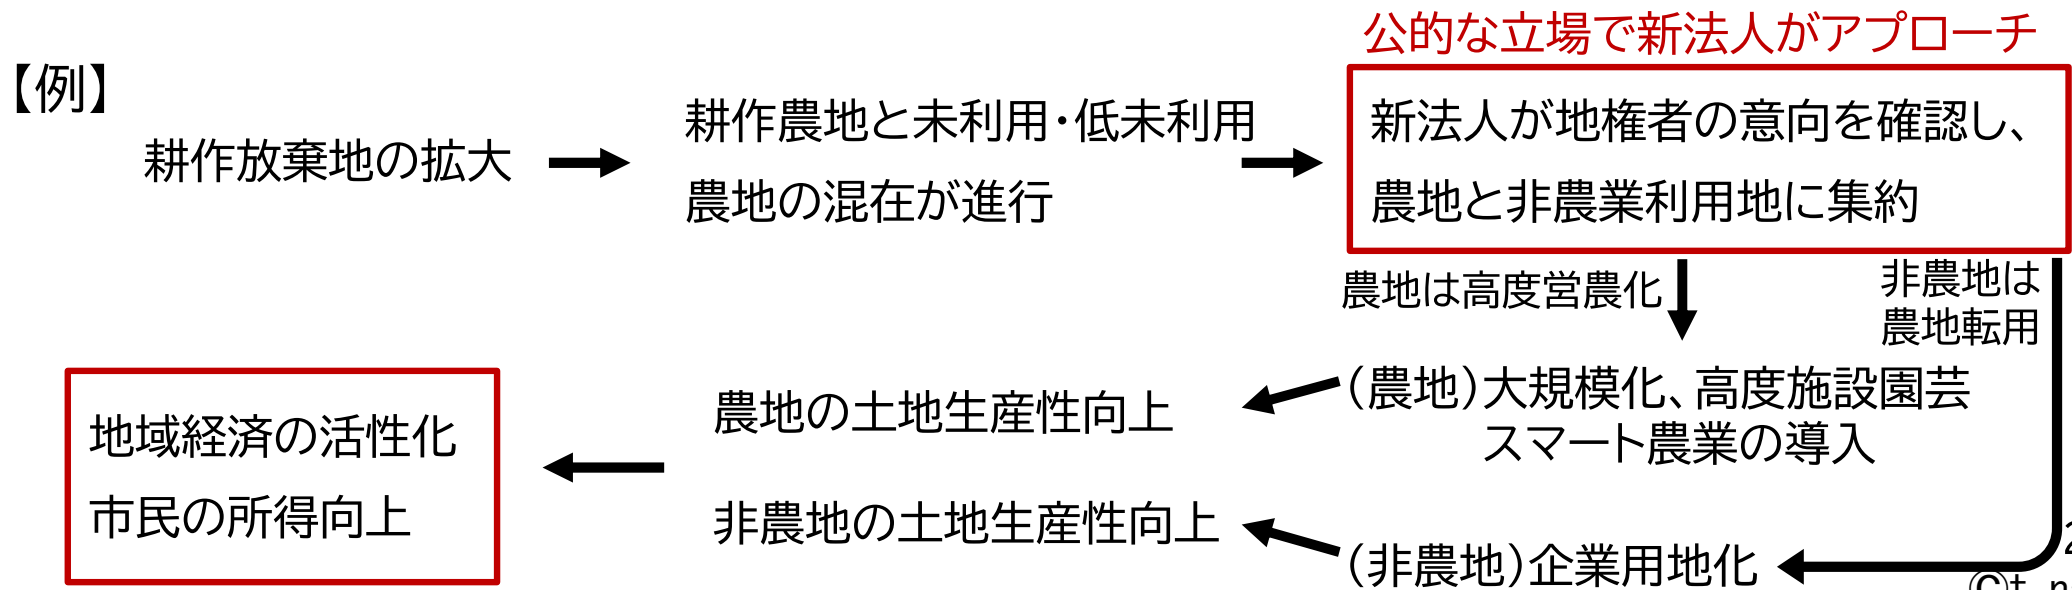 公的な立場で新法人がアプローチ
【例】
耕作放棄地の拡大
耕作農地と未利用・低未利用
農地の混在が進行
新法人が地権者の意向を確認し、
農地と非農業利用地に集約
農地は高度営農化
非農地は
農地転用
（農地）大規模化、高度施設園芸
スマート農業の導入
農地の土地生産性向上
非農地の土地生産性向上
（非農地）企業用地化
地域経済の活性化
市民の所得向上